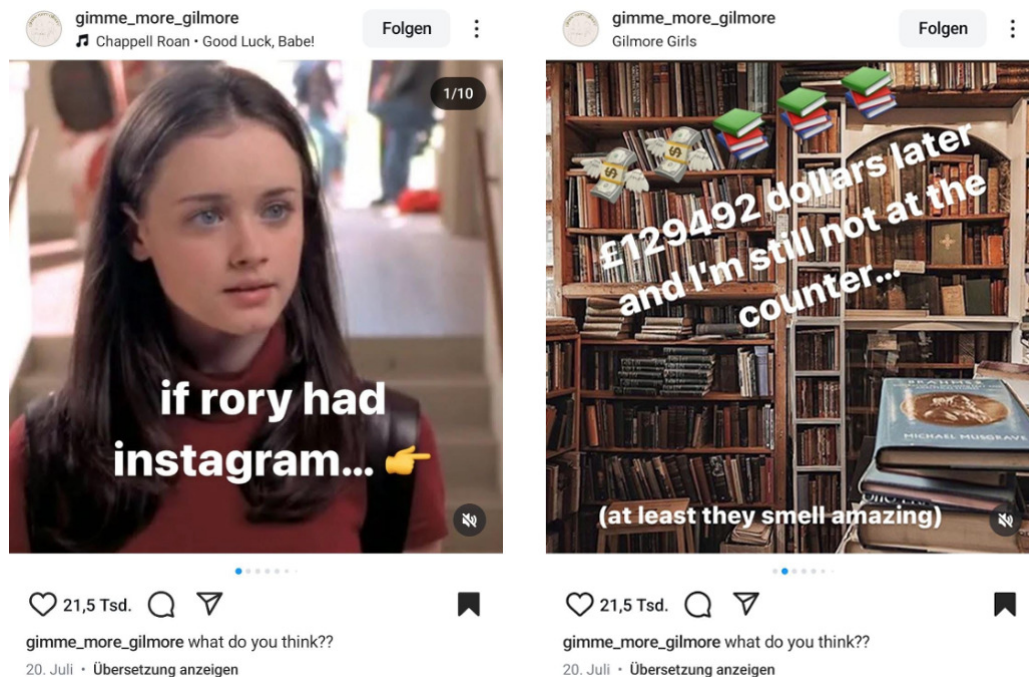 gimme_more_gilmore
Chappell Roan • Good Luck, Babe!
Folgen
1/10
if rory had
instagram...
21,5 Tsd.
gimme_more_gilmore what do you think??
20. Juli • Übersetzung anzeigen
gimme_more_gilmore
Gilmore Girls
Folgen
£129492 dollars later
and I'm still not at the
counter...
BRAHMS
MICHAEL MUSGRAVE
(at least they smell amazing)
21,5 Tsd.
gimme_more_gilmore what do you think??
20. Juli • Übersetzung anzeigen